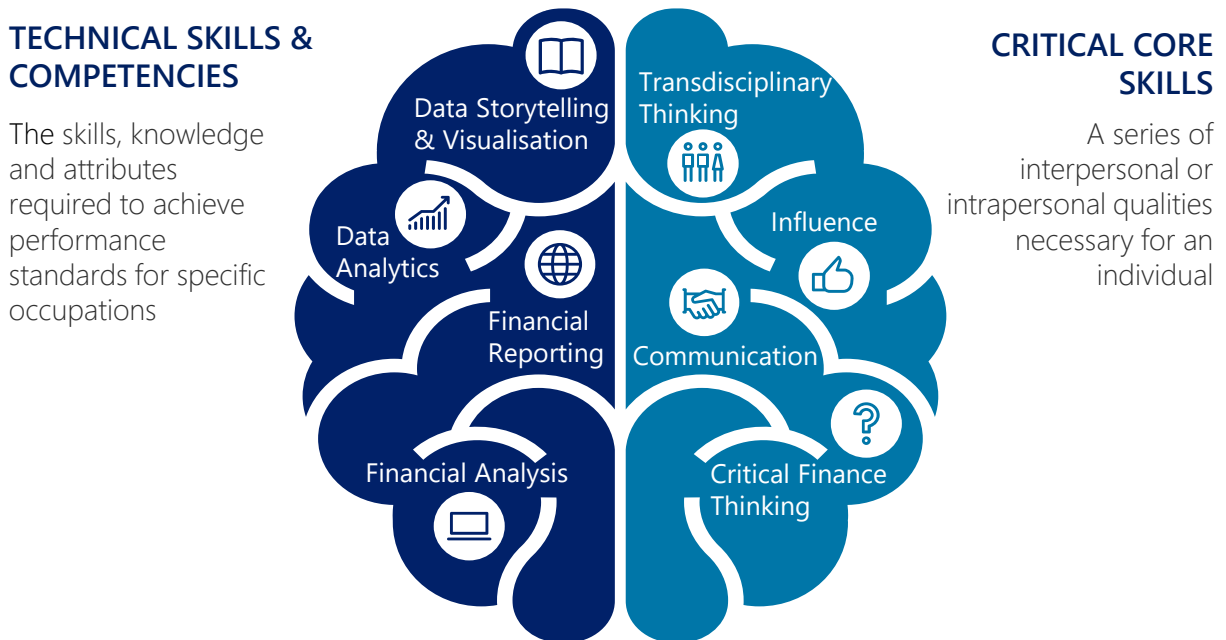 TECHNICAL SKILLS &
COMPETENCIES
The skills, knowledge
and attributes
required to achieve
performance
standards for specific
occupations
Data Storytelling
& Visualisation
Data
Analytics
Financial
Reporting
Financial Analysis
Transdisciplinary
Thinking
Influence
Communication
Critical Finance
Thinking
CRITICAL CORE
SKILLS
A series of
interpersonal or
intrapersonal qualities
necessary for an
individual